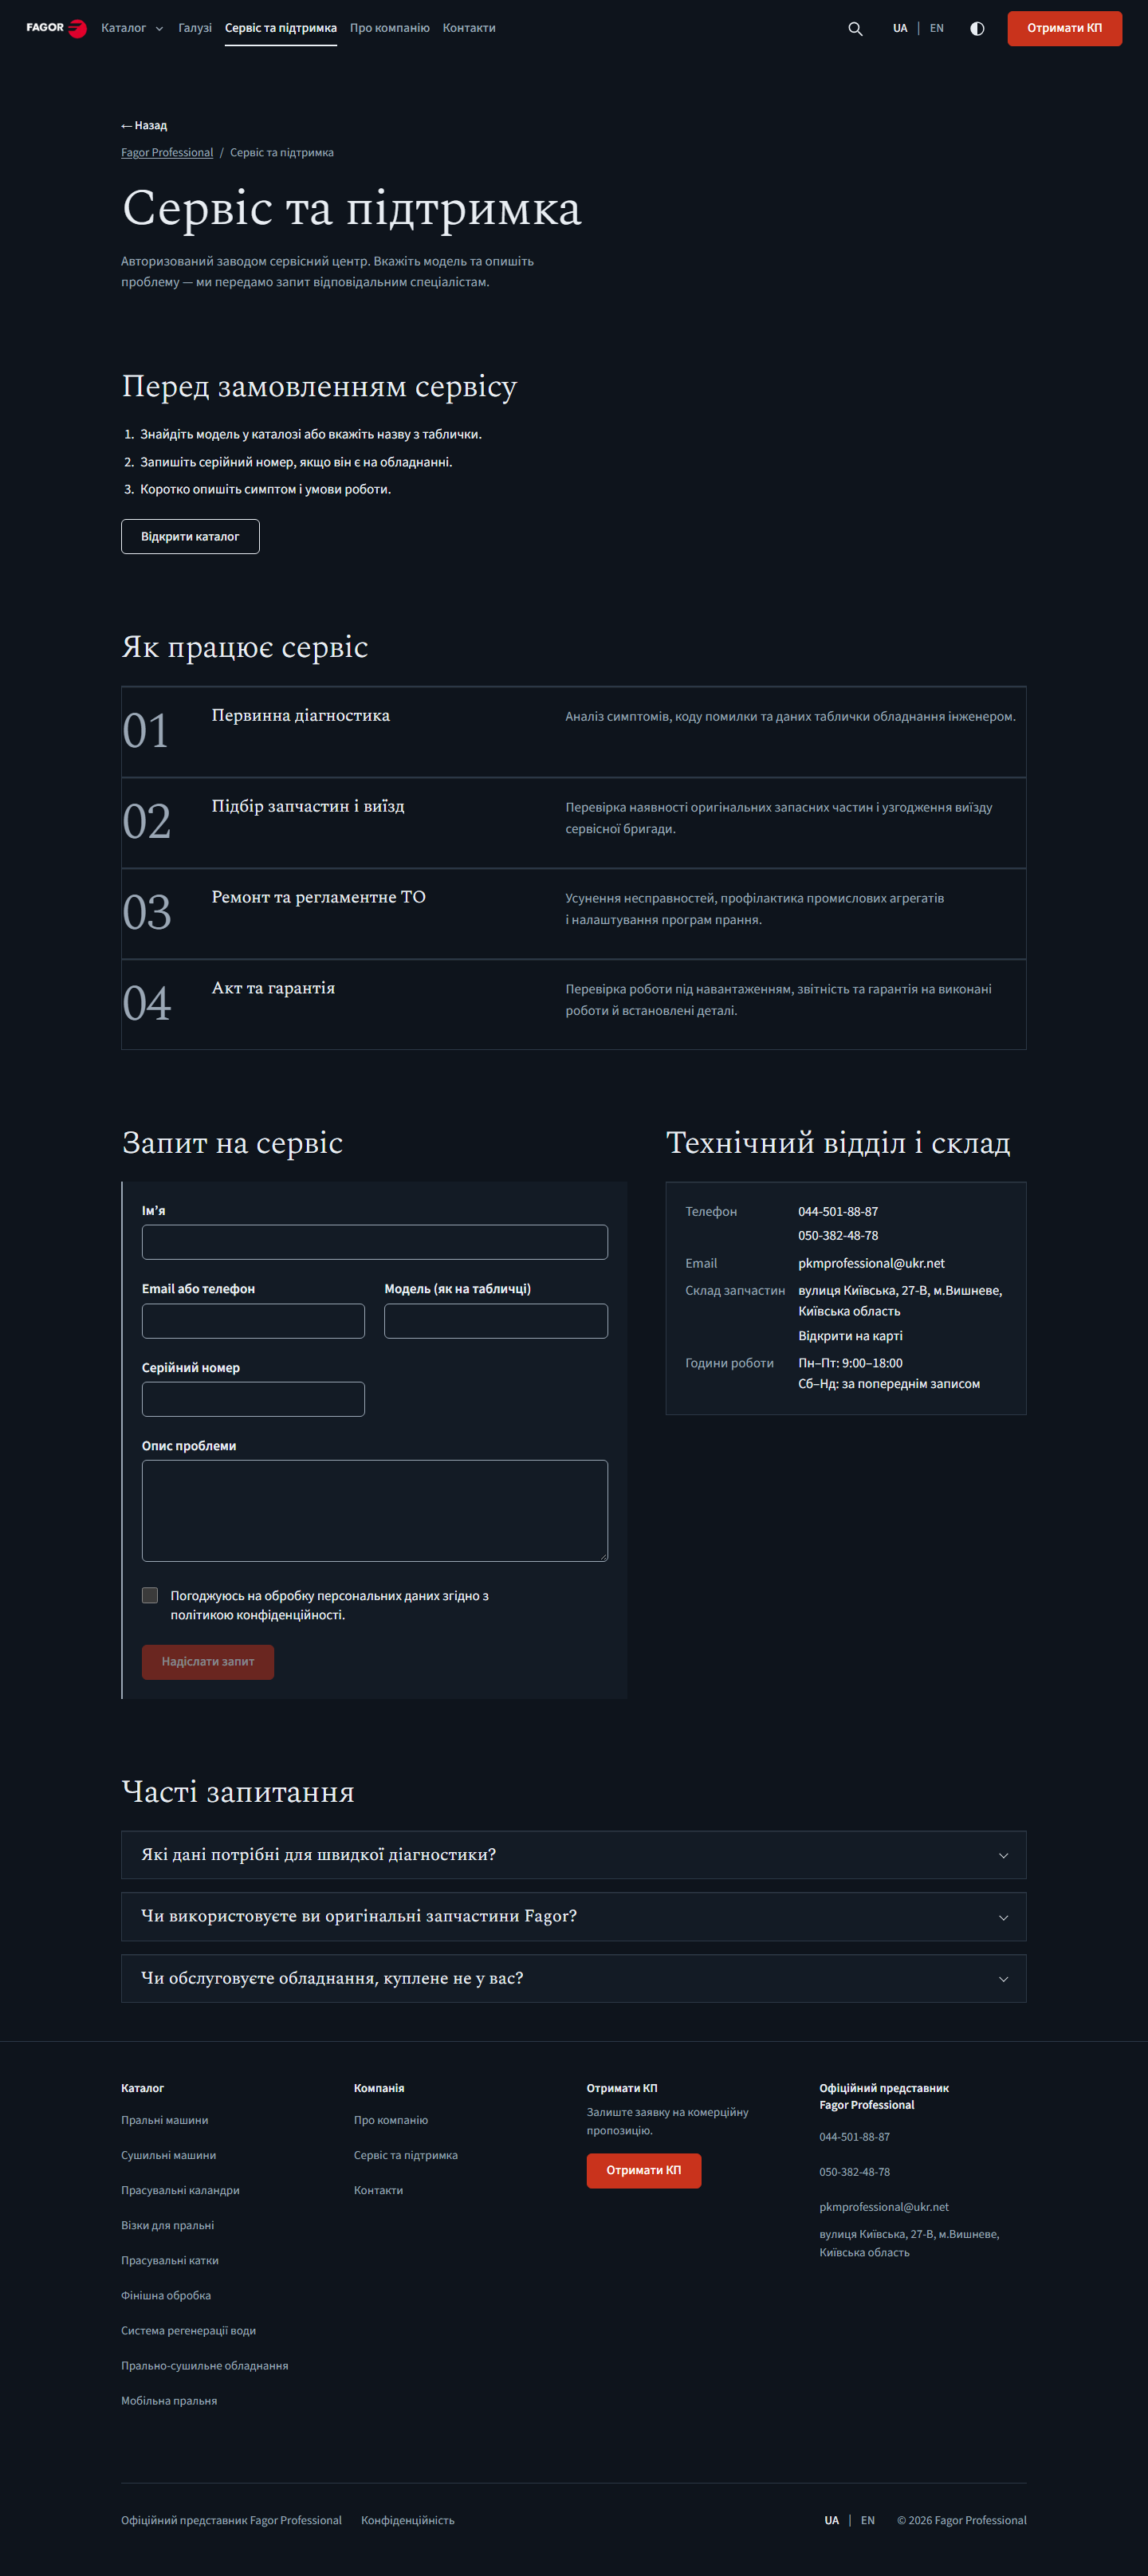 FAGOR
Каталог
Галузі
Сервіс та підтримка
Про компанію
Контакти
UA | EN
Отримати КП
← Назад
Fagor Professional / Сервіс та підтримка
Сервіс та підтримка
Авторизований заводом сервісний центр. Вкажіть модель та опишіть
проблему — ми передамо запит відповідальним спеціалістам.
Перед замовленням сервісу
1. Знайдіть модель у каталозі або вкажіть назву з таблички.
2. Запишіть серійний номер, якщо він є на обладнанні.
3. Коротко опишіть симптом і умови роботи.
Відкрити каталог
Як працює сервіс
01
Первинна діагностика
Аналіз симптомів, коду помилки та даних таблички обладнання інженером.
02
Підбір запчастин і виїзд
Перевірка наявності оригінальних запасних частин і узгодження виїзду
сервісної бригади.
03
Ремонт та регламентне ТО
Усунення несправностей, профілактика промислових агрегатів
і налаштування програм прання.
04
Акт та гарантія
Перевірка роботи під навантаженням, звітність та гарантія на виконані
роботи й встановлені деталі.
Запит на сервіс
Ім’я
Email або телефон
Модель (як на табличці)
Серійний номер
Опис проблеми
Погоджуюсь на обробку персональних даних згідно з
політикою конфіденційності.
Надіслати запит
Технічний відділ і склад
Телефон
044-501-88-87
050-382-48-78
Email
pkmprofessional@ukr.net
Склад запчастин
вулиця Київська, 27-В, м.Вишневе,
Київська область
Відкрити на карті
Години роботи
Пн–Пт: 9:00–18:00
Сб–Нд: за попереднім записом
Часті запитання
Які дані потрібні для швидкої діагностики?
Чи використовуєте ви оригінальні запчастини Fagor?
Чи обслуговуєте обладнання, куплене не у вас?
Каталог
Пральні машини
Сушильні машини
Прасувальні каландри
Візки для пральні
Прасувальні катки
Фінішна обробка
Система регенерації води
Прально-сушильне обладнання
Мобільна пральня
Компанія
Про компанію
Сервіс та підтримка
Контакти
Отримати КП
Залиште заявку на комерційну
пропозицію.
Отримати КП
Офіційний представник
Fagor Professional
044-501-88-87
050-382-48-78
pkmprofessional@ukr.net
вулиця Київська, 27-В, м.Вишневе,
Київська область
Офіційний представник Fagor Professional
Конфіденційність
UA | EN
© 2026 Fagor Professional